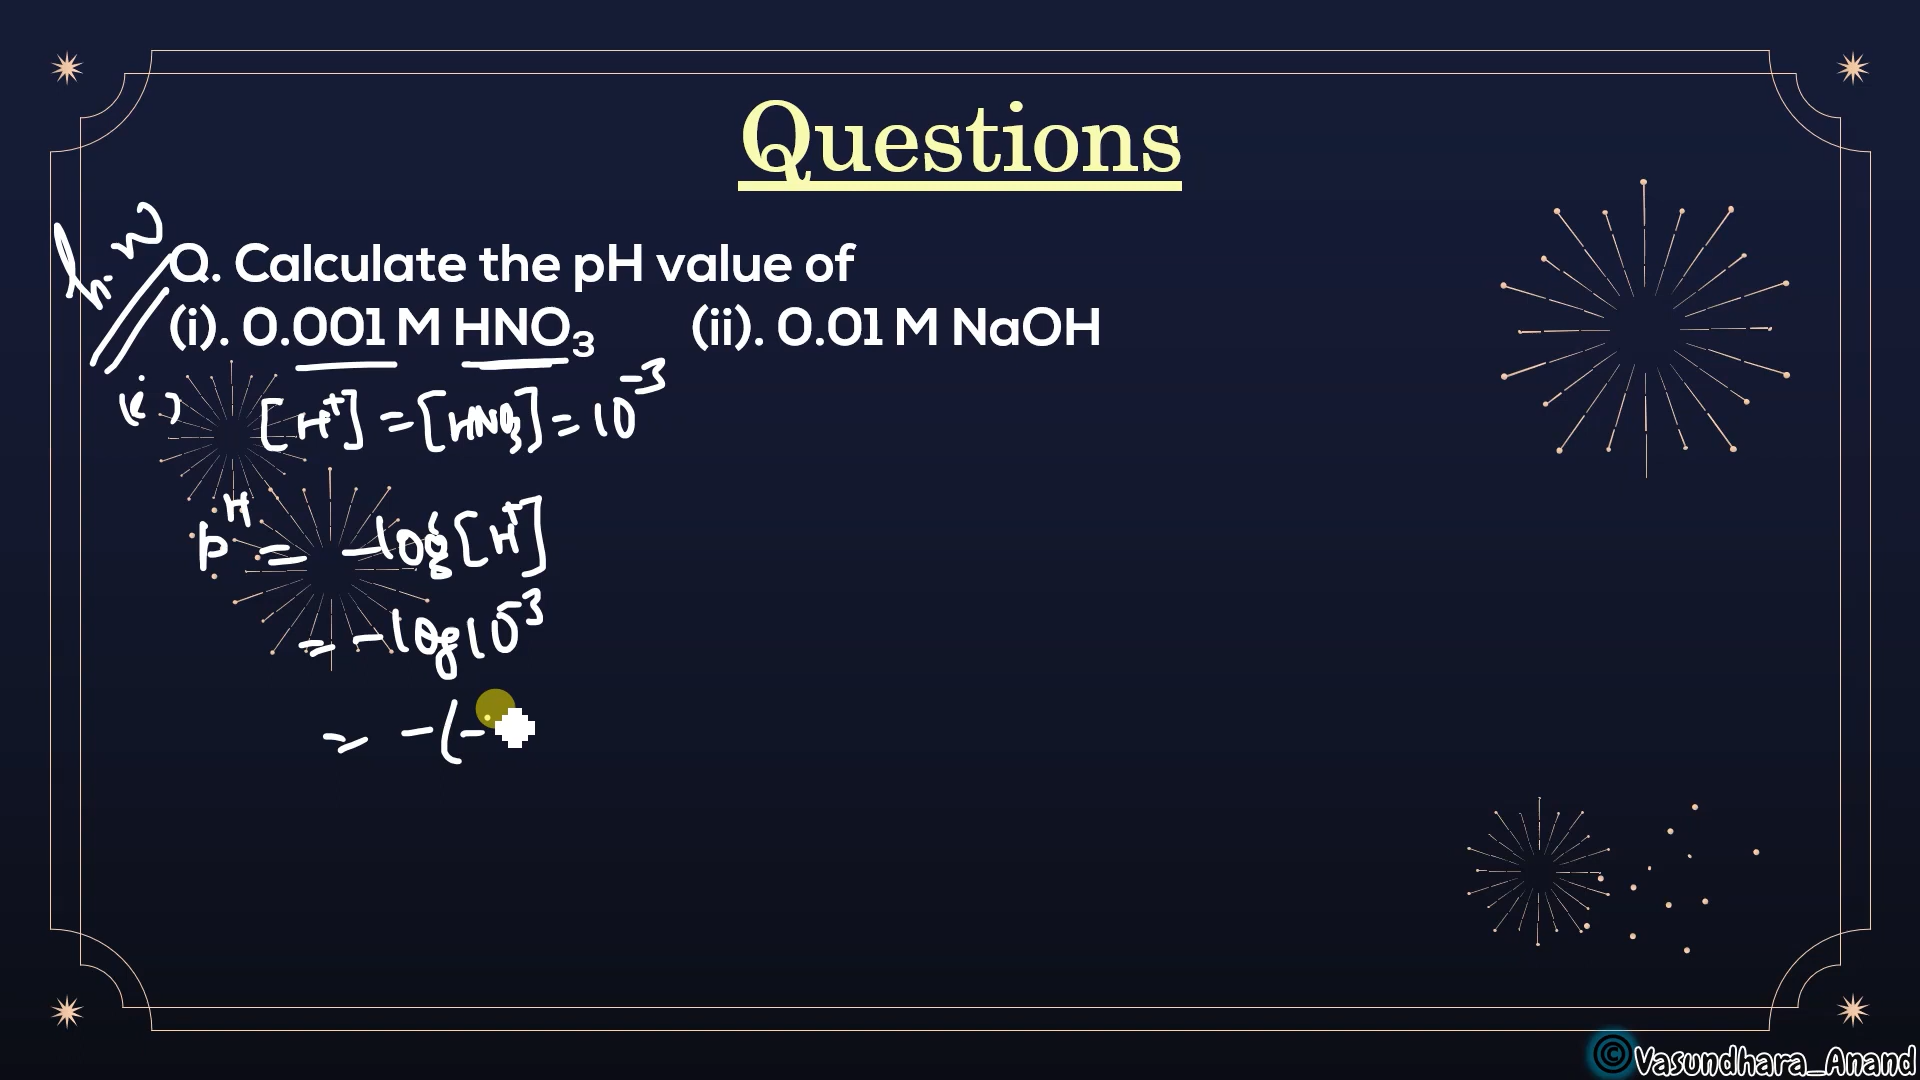 Questions
h.w
Q. Calculate the pH value of
(i). 0.001 M HNO₃ (ii). 0.01 M NaOH
(i) [H⁺] = [HNO₃] = 10⁻³
pH = -log[H⁺]
= -log10⁻³
= -(-
©Vasundhara_Anand